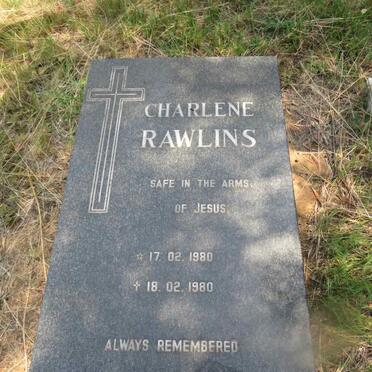 CHARLENE
RAWLINS
SAFE IN THE ARMS
OF JESUS
☆ 17. 02. 1980
✝ 18. 02. 1980
ALWAYS REMEMBERED